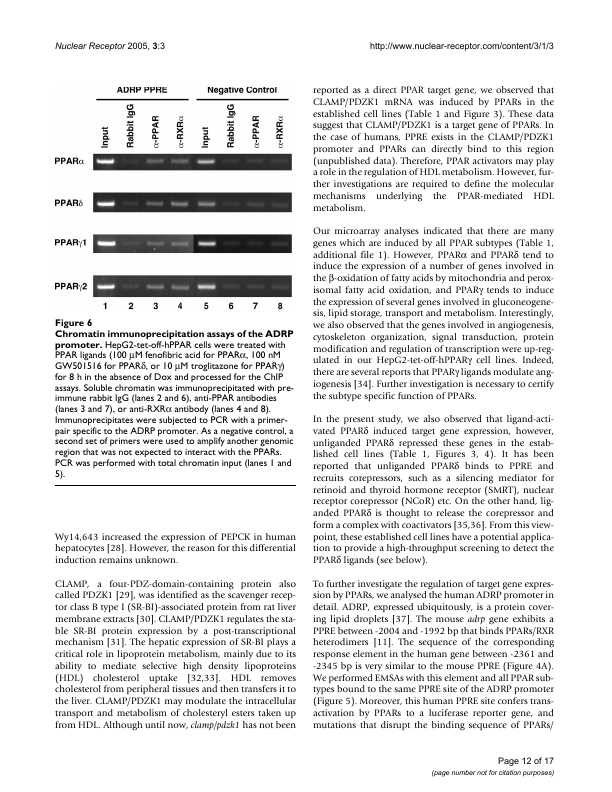 Nuclear Receptor 2005, 3:3
http://www.nuclear-receptor.com/content/3/1/3
ADRP PPRE
Negative Control
Input
Rabbit IgG
α-PPAR
α-RXRα
Input
Rabbit IgG
α-PPAR
α-RXRα
PPARα
PPARδ
PPARγ1
PPARγ2
1 2 3 4 5 6 7 8
Figure 6
Chromatin immunoprecipitation assays of the ADRP
promoter. HepG2-tet-off-hPPAR cells were treated with
PPAR ligands (100 μM fenofibric acid for PPARα, 100 nM
GW501516 for PPARδ, or 10 μM troglitazone for PPARγ)
for 8 h in the absence of Dox and processed for the ChIP
assays. Soluble chromatin was immunoprecipitated with pre-
immune rabbit IgG (lanes 2 and 6), anti-PPAR antibodies
(lanes 3 and 7), or anti-RXRα antibody (lanes 4 and 8).
Immunoprecipitates were subjected to PCR with a primer-
pair specific to the ADRP promoter. As a negative control, a
second set of primers were used to amplify another genomic
region that was not expected to interact with the PPARs.
PCR was performed with total chromatin input (lanes 1 and
5).
Wy14,643 increased the expression of PEPCK in human
hepatocytes [28]. However, the reason for this differential
induction remains unknown.
CLAMP, a four-PDZ-domain-containing protein also
called PDZK1 [29], was identified as the scavenger recep-
tor class B type I (SR-BI)-associated protein from rat liver
membrane extracts [30]. CLAMP/PDZK1 regulates the sta-
ble SR-BI protein expression by a post-transcriptional
mechanism [31]. The hepatic expression of SR-BI plays a
critical role in lipoprotein metabolism, mainly due to its
ability to mediate selective high density lipoproteins
(HDL) cholesterol uptake [32,33]. HDL removes
cholesterol from peripheral tissues and then transfers it to
the liver. CLAMP/PDZK1 may modulate the intracellular
transport and metabolism of cholesteryl esters taken up
from HDL. Although until now, clamp/pdzk1 has not been
reported as a direct PPAR target gene, we observed that
CLAMP/PDZK1 mRNA was induced by PPARs in the
established cell lines (Table 1 and Figure 3). These data
suggest that CLAMP/PDZK1 is a target gene of PPARs. In
the case of humans, PPRE exists in the CLAMP/PDZK1
promoter and PPARs can directly bind to this region
(unpublished data). Therefore, PPAR activators may play
a role in the regulation of HDL metabolism. However, fur-
ther investigations are required to define the molecular
mechanisms underlying the PPAR-mediated HDL
metabolism.
Our microarray analyses indicated that there are many
genes which are induced by all PPAR subtypes (Table 1,
additional file 1). However, PPARα and PPARδ tend to
induce the expression of a number of genes involved in
the β-oxidation of fatty acids by mitochondria and perox-
isomal fatty acid oxidation, and PPARγ tends to induce
the expression of several genes involved in gluconeogene-
sis, lipid storage, transport and metabolism. Interestingly,
we also observed that the genes involved in angiogenesis,
cytoskeleton organization, signal transduction, protein
modification and regulation of transcription were up-reg-
ulated in our HepG2-tet-off-hPPARγ cell lines. Indeed,
there are several reports that PPARγ ligands modulate ang-
iogenesis [34]. Further investigation is necessary to certify
the subtype specific function of PPARs.
In the present study, we also observed that ligand-acti-
vated PPARδ induced target gene expression, however,
unliganded PPARδ repressed these genes in the estab-
lished cell lines (Table 1, Figures 3, 4). It has been
reported that unliganded PPARδ binds to PPRE and
recruits corepressors, such as a silencing mediator for
retinoid and thyroid hormone receptor (SMRT), nuclear
receptor corepressor (NCoR) etc. On the other hand, lig-
anded PPARδ is thought to release the corepressor and
form a complex with coactivators [35,36]. From this view-
point, these established cell lines have a potential applica-
tion to provide a high-throughput screening to detect the
PPARδ ligands (see below).
To further investigate the regulation of target gene expres-
sion by PPARs, we analysed the human ADRP promoter in
detail. ADRP, expressed ubiquitously, is a protein cover-
ing lipid droplets [37]. The mouse adrp gene exhibits a
PPRE between -2004 and -1992 bp that binds PPARs/RXR
heterodimers [11]. The sequence of the corresponding
response element in the human gene between -2361 and
-2345 bp is very similar to the mouse PPRE (Figure 4A).
We performed EMSAs with this element and all PPAR sub-
types bound to the same PPRE site of the ADRP promoter
(Figure 5). Moreover, this human PPRE site confers trans-
activation by PPARs to a luciferase reporter gene, and
mutations that disrupt the binding sequence of PPARs/
Page 12 of 17
(page number not for citation purposes)